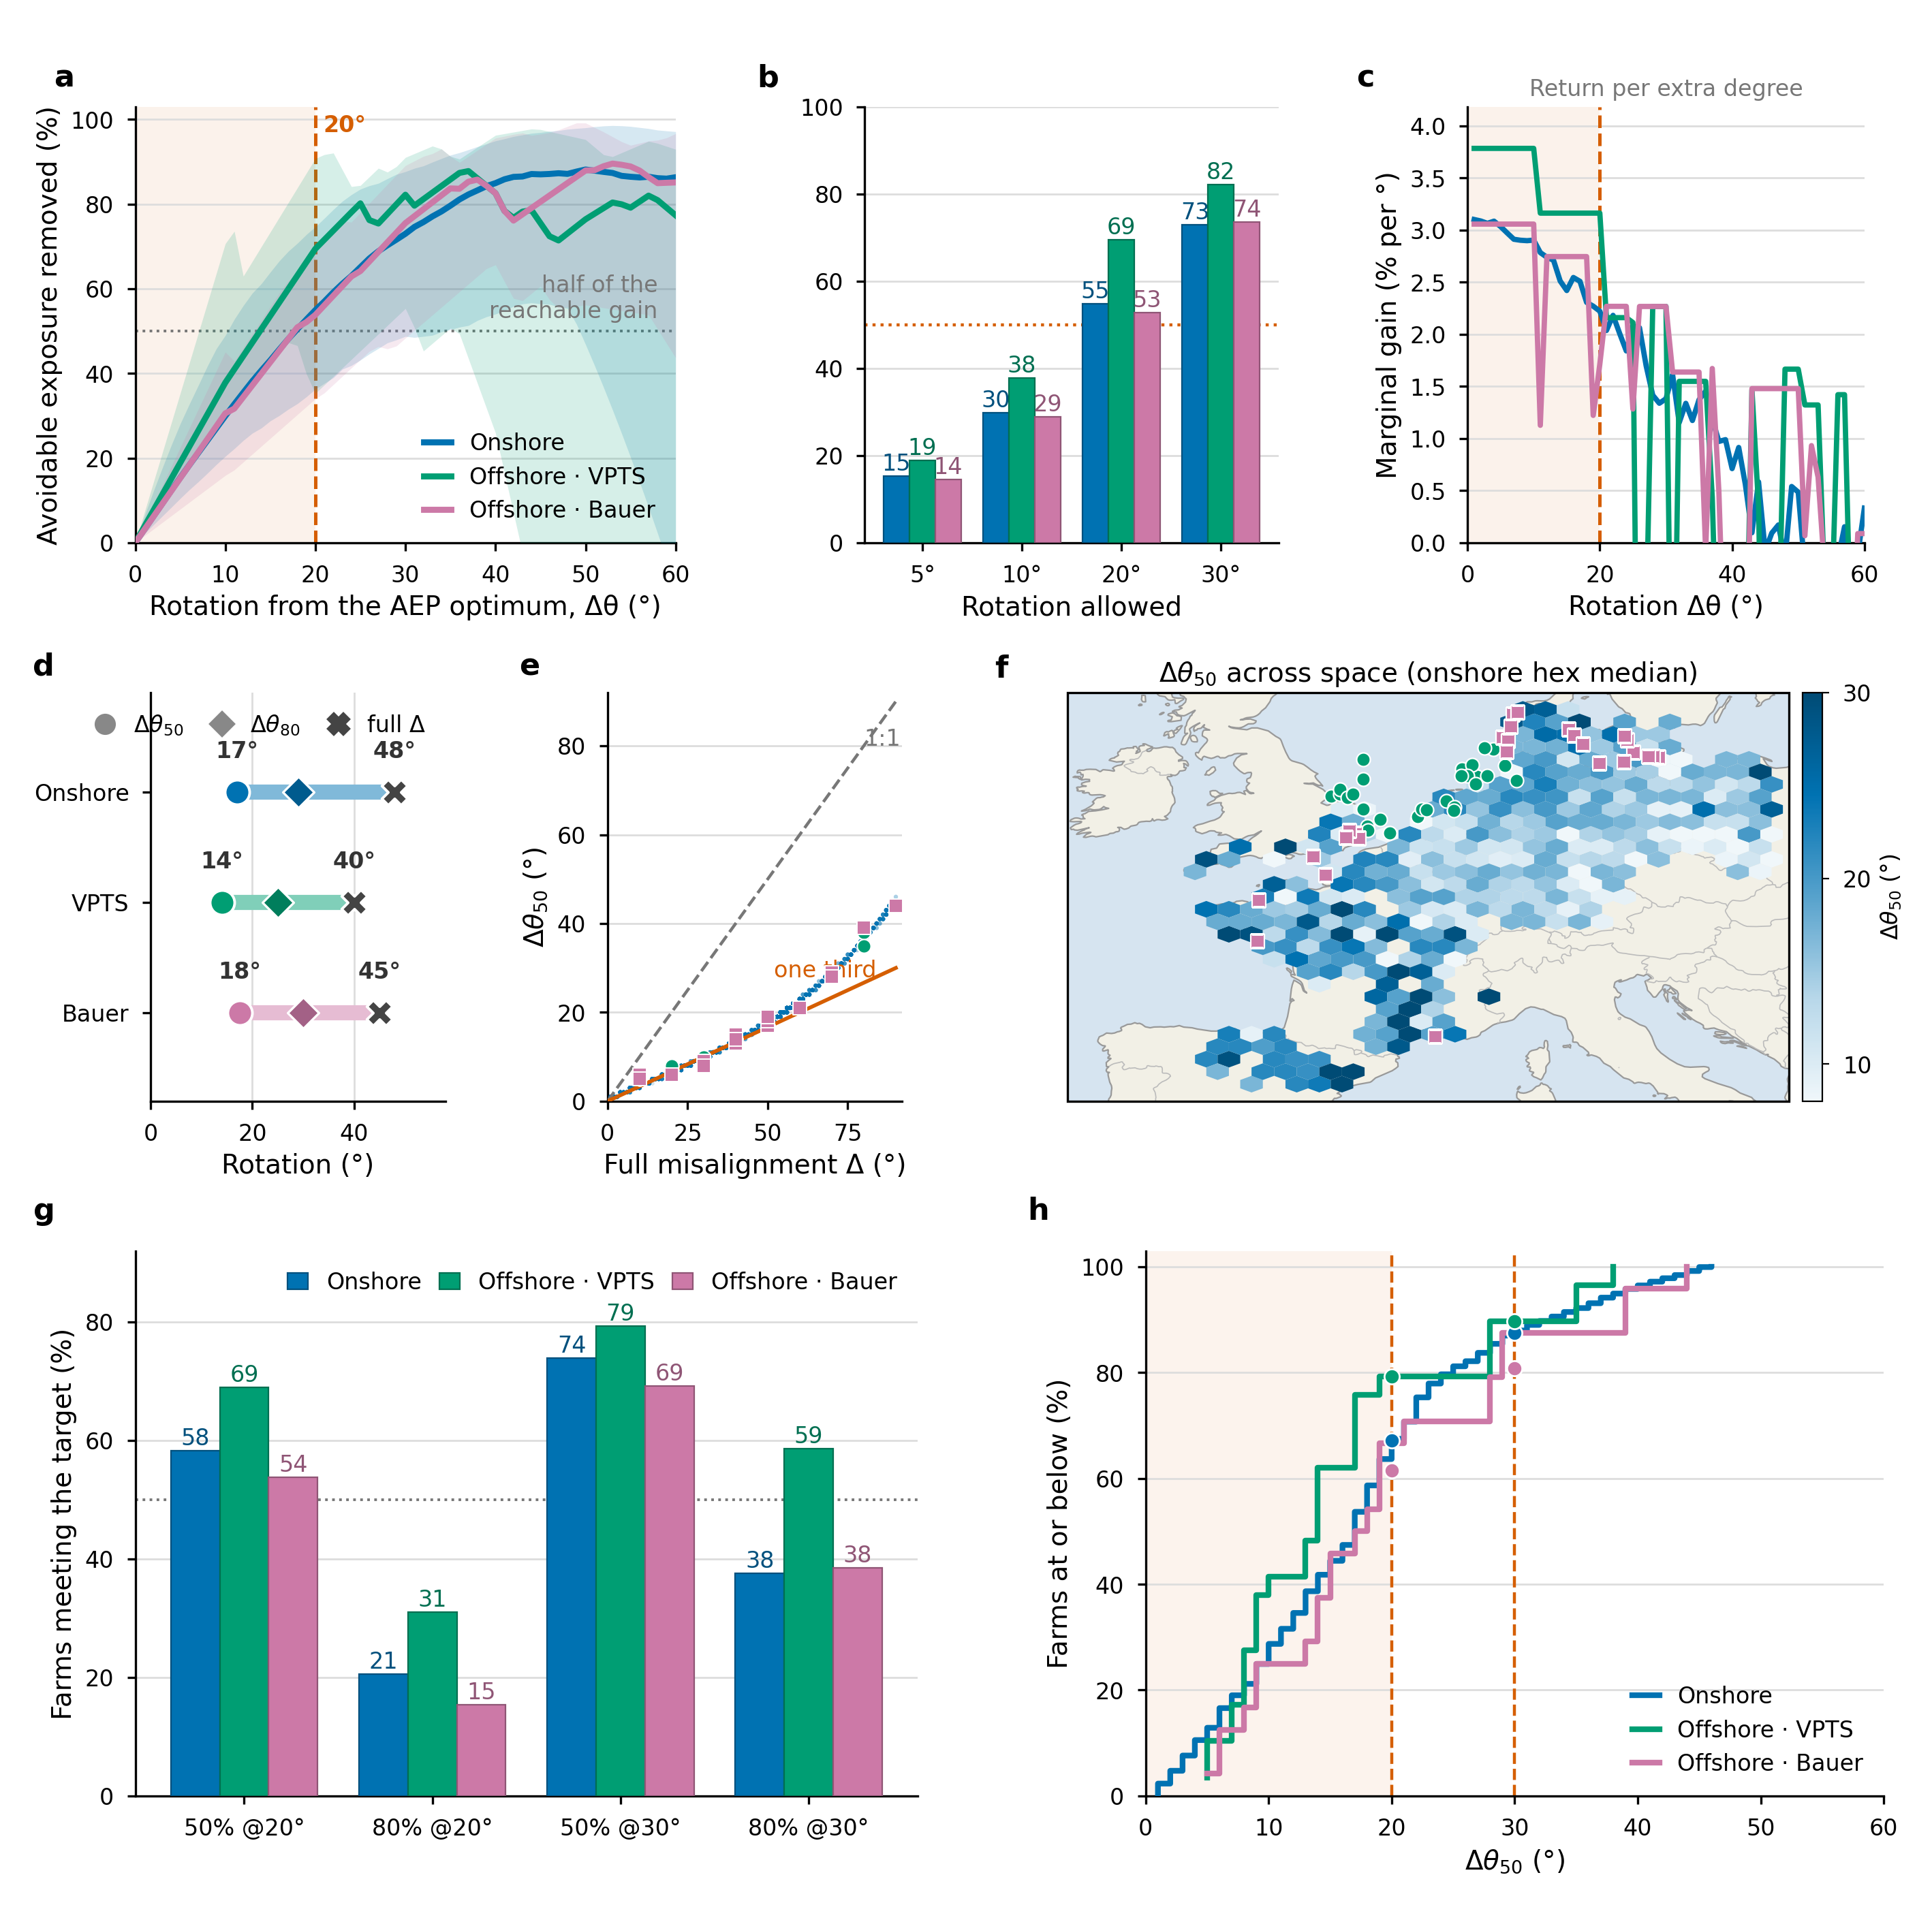 a
Avoidable exposure removed (%)
100
80
60
40
20
0
20°
half of the
reachable gain
Onshore
Offshore · VPTS
Offshore · Bauer
0 10 20 30 40 50 60
Rotation from the AEP optimum, Δθ (°)
b
100
80
60
40
20
0
15 19 14
30 38 29
55 69 53
73 82 74
5° 10° 20° 30°
Rotation allowed
c
Return per extra degree
Marginal gain (% per °)
4.0
3.5
3.0
2.5
2.0
1.5
1.0
0.5
0.0
0 20 40 60
Rotation Δθ (°)
d
Δθ50 Δθ80 full Δ
17° 48°
Onshore
14° 40°
VPTS
18° 45°
Bauer
0 20 40
Rotation (°)
e
Δθ50 (°)
80
60
40
20
0
1:1
one third
0 25 50 75
Full misalignment Δ (°)
f
Δθ50 across space (onshore hex median)
30
20
10
Δθ50 (°)
g
Farms meeting the target (%)
80
60
40
20
0
Onshore Offshore · VPTS Offshore · Bauer
58 69 54
21 31 15
74 79 69
38 59 38
50% @20° 80% @20° 50% @30° 80% @30°
h
Farms at or below (%)
100
80
60
40
20
0
Onshore
Offshore · VPTS
Offshore · Bauer
0 10 20 30 40 50 60
Δθ50 (°)